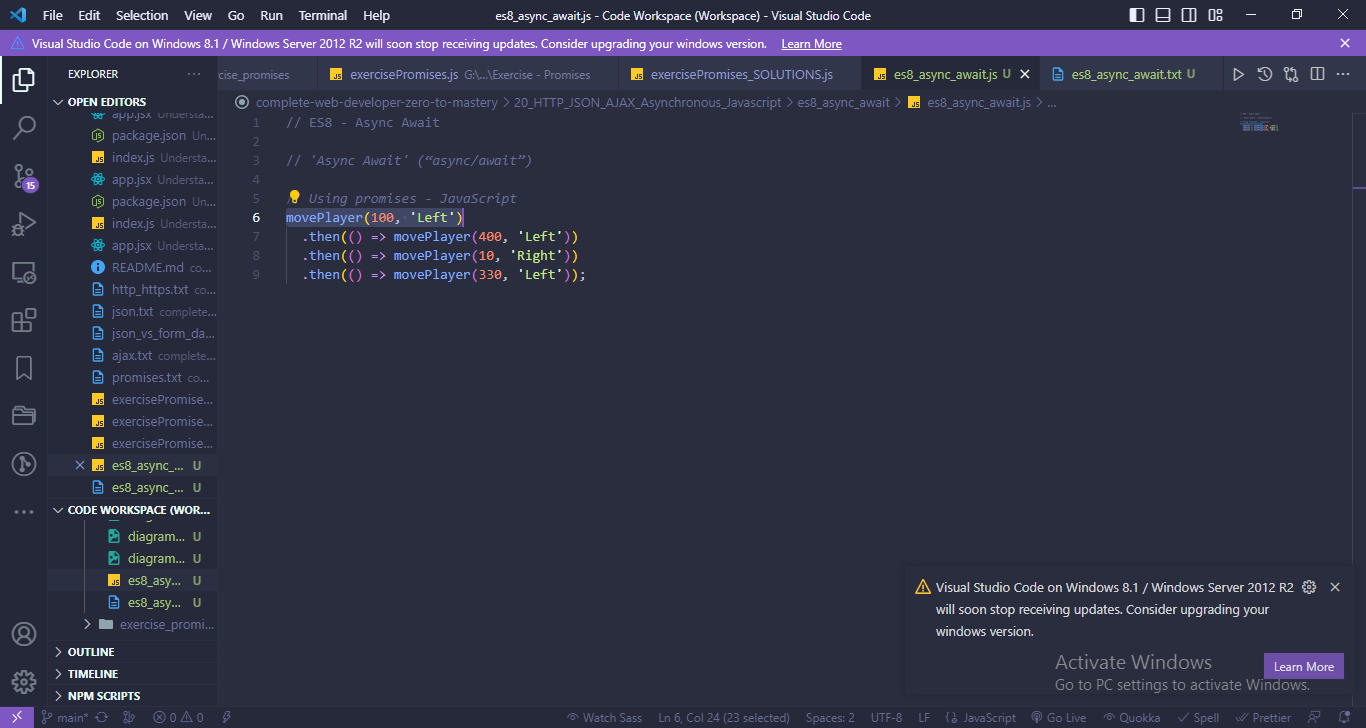 File Edit Selection View Go Run Terminal Help
es8_async_await.js - Code Workspace (Workspace) - Visual Studio Code
Visual Studio Code on Windows 8.1 / Windows Server 2012 R2 will soon stop receiving updates. Consider upgrading your windows version. Learn More
EXPLORER
cise_promises
exercisePromises.js G:\...\Exercise - Promises
exercisePromises_SOLUTIONS.js
es8_async_await.js U
es8_async_await.txt U
OPEN EDITORS
app.jsx Understa...
package.json Un...
index.js Understa...
app.jsx Understa...
package.json Un...
index.js Understa...
app.jsx Understa...
README.md co...
http_https.txt co...
json.txt complete...
json_vs_form_da...
ajax.txt complete...
promises.txt co...
exercisePromise...
exercisePromise...
exercisePromise...
es8_async_... U
es8_async_... U
CODE WORKSPACE (WOR...
diagram... U
diagram... U
es8_asy... U
es8_asy... U
exercise_promi...
OUTLINE
TIMELINE
NPM SCRIPTS
15
complete-web-developer-zero-to-mastery > 20_HTTP_JSON_AJAX_Asynchronous_Javascript > es8_async_await > es8_async_await.js > ...
1 // ES8 - Async Await
2
3 // 'Async Await' (“async/await”)
4
5 / Using promises - JavaScript
6 movePlayer(100, 'Left')
7 .then(() => movePlayer(400, 'Left'))
8 .then(() => movePlayer(10, 'Right'))
9 .then(() => movePlayer(330, 'Left'));
Visual Studio Code on Windows 8.1 / Windows Server 2012 R2
will soon stop receiving updates. Consider upgrading your
windows version.
Learn More
Activate Windows
Go to PC settings to activate Windows.
main* 0 0 Watch Sass Ln 6, Col 24 (23 selected) Spaces: 2 UTF-8 LF JavaScript Go Live Quokka Spell Prettier